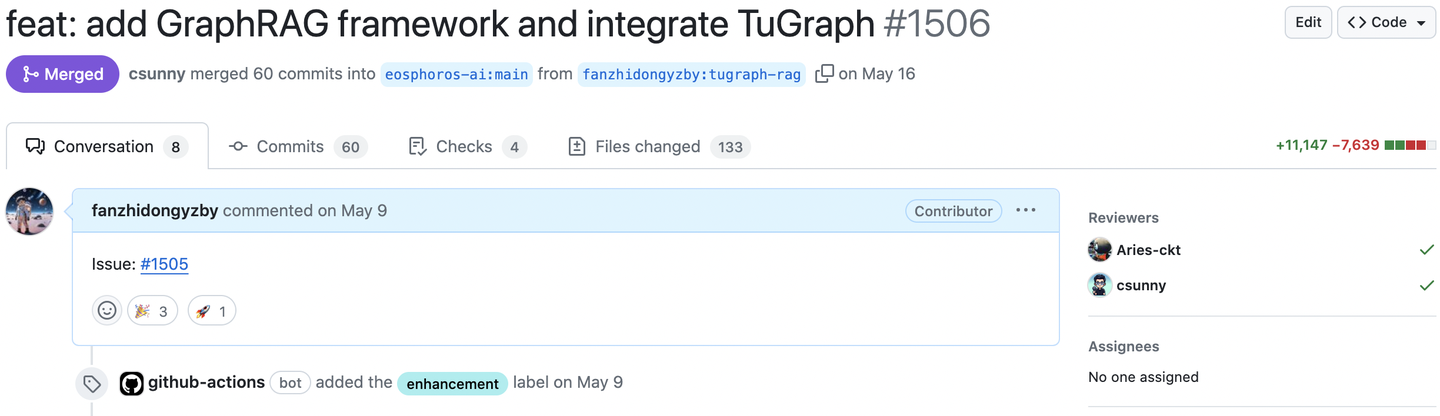 feat: add GraphRAG framework and integrate TuGraph #1506
Edit
Code
Merged
csunny merged 60 commits into eosphoros-ai:main from fanzhidongyzby:tugraph-rag on May 16
Conversation 8
Commits 60
Checks 4
Files changed 133
+11,147 −7,639
fanzhidongyzby commented on May 9
Contributor
Issue: #1505
3
1
github-actions bot added the enhancement label on May 9
Reviewers
Aries-ckt
csunny
Assignees
No one assigned